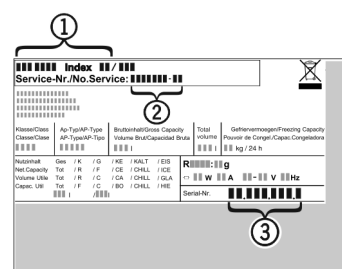 ①
Index /
Service-Nr./No.Service: -
②
Klasse/Class Ap-Typ/AP-Type Bruttoinhalt/Gross Capacity Total Gefriervermoegen/Freezing Capacity
Classe/Clase AP-Type/AP-Tipo Volume Brut/Capacidad Bruta volume Pouvoir de Congel./Capac.Congeladora
l l kg / 24 h
Nutzinhalt Ges / K / G / KE / KALT / EIS
Net.Capacity Tot / R / F / CE / CHILL / ICE
Volume Utile Tot / R / C / CA / CHILL / GLA
Capac. Util Tot / F / C / BO / CHILL / HIE
l / l
R : g
W A - V Hz
Serial-Nr.
③